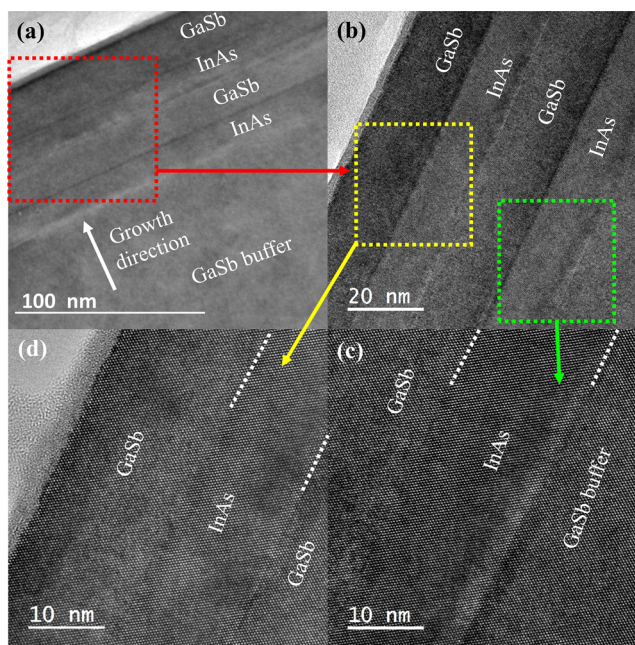 (a)
GaSb
InAs
GaSb
InAs
Growth
direction
GaSb buffer
100 nm
(b)
GaSb
InAs
GaSb
InAs
20 nm
(d)
GaSb
InAs
GaSb
10 nm
(c)
GaSb
InAs
GaSb buffer
10 nm